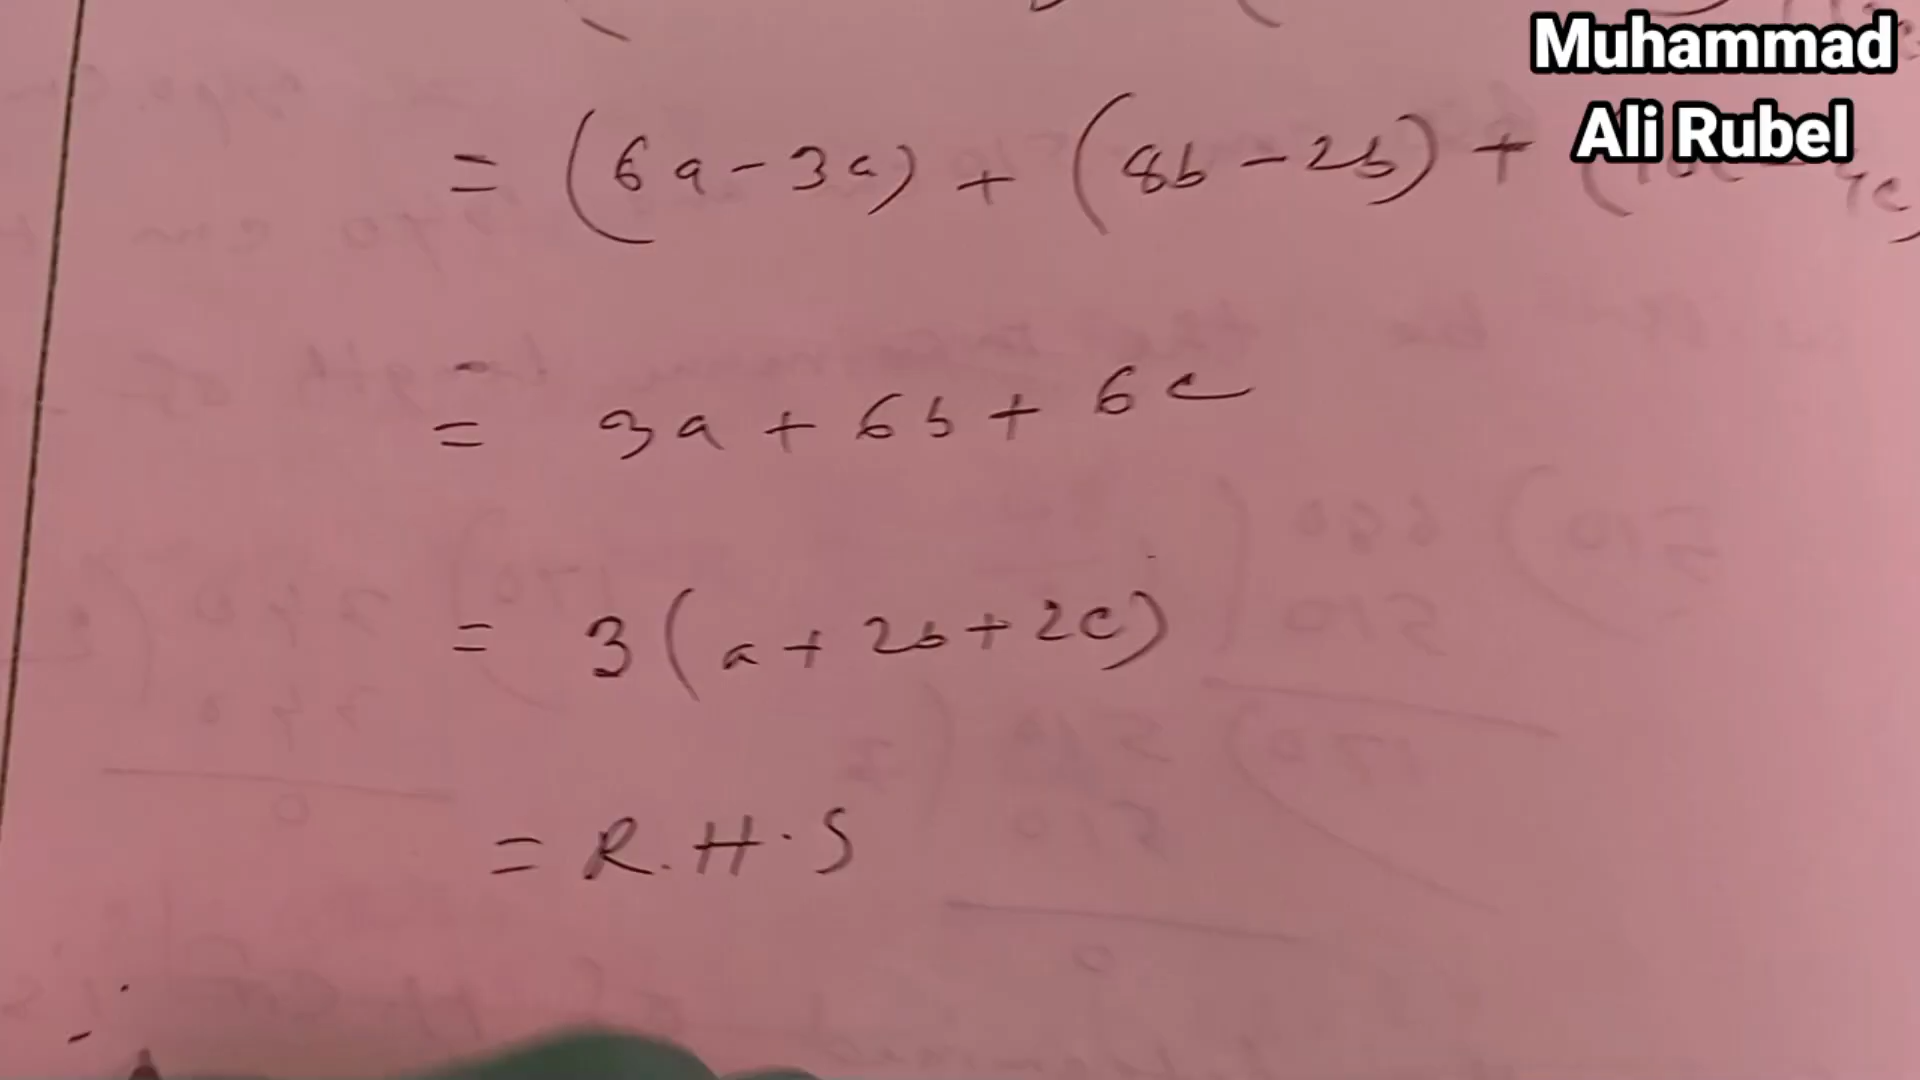 Muhammad
Ali Rubel
= (6a - 3a) + (8b - 2b) +
= 3a + 6b + 6c
= 3 (a + 2b + 2c)
= R.H.S